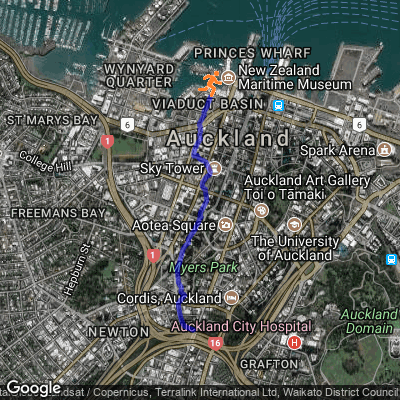 PRINCES WHARF
WYNYARD
QUARTER
New Zealand
Maritime Museum
VIADUCT BASIN
ST MARYS BAY
6
6
1
Auckland
College Hill
Spark Arena
Sky Tower
Auckland Art Gallery
Toi o Tāmaki
FREEMANS BAY
Aotea Square
The University
of Auckland
Hepburn St
1
Myers Park
Cordis, Auckland
Auckland City Hospital
Auckland
Domain
NEWTON
16
H
GRAFTON
Google
dsat / Copernicus, Terralink International Ltd, Waikato District Council